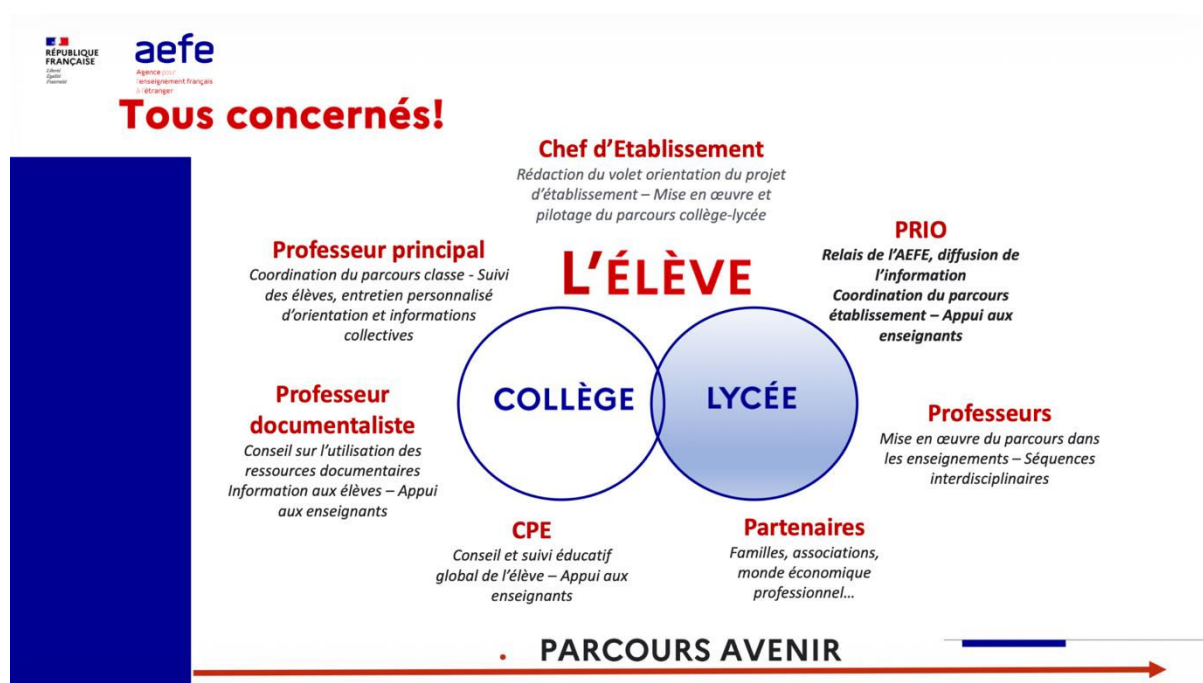 RÉPUBLIQUE
FRANÇAISE
Liberté
Égalité
Fraternité
aefe
Agence pour
l'enseignement français
à l'étranger
Tous concernés!
Chef d'Etablissement
Rédaction du volet orientation du projet
d'établissement – Mise en œuvre et
pilotage du parcours collège-lycée
Professeur principal
Coordination du parcours classe - Suivi
des élèves, entretien personnalisé
d'orientation et informations
collectives
L'ÉLÈVE
PRIO
Relais de l'AEFE, diffusion de
l'information
Coordination du parcours
établissement – Appui aux
enseignants
COLLÈGE
LYCÉE
Professeur
documentaliste
Conseil sur l'utilisation des
ressources documentaires
Information aux élèves – Appui
aux enseignants
Professeurs
Mise en œuvre du parcours dans
les enseignements – Séquences
interdisciplinaires
CPE
Conseil et suivi éducatif
global de l'élève – Appui aux
enseignants
Partenaires
Familles, associations,
monde économique
professionnel…
• PARCOURS AVENIR